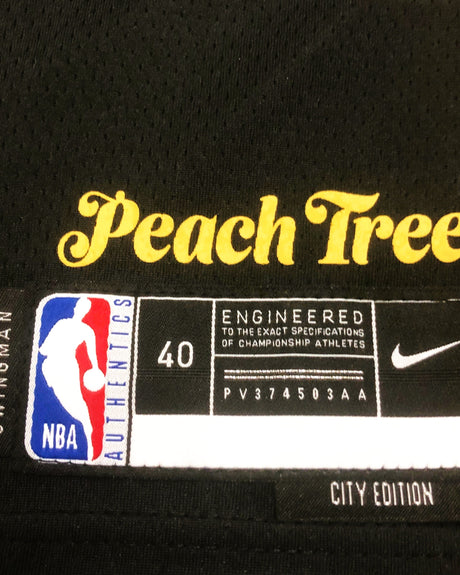 Peach Tree
SWINGMAN
NBA
AUTHENTICS
40
ENGINEERED
TO THE EXACT SPECIFICATIONS
OF CHAMPIONSHIP ATHLETES
PV374503AA
CITY EDITION